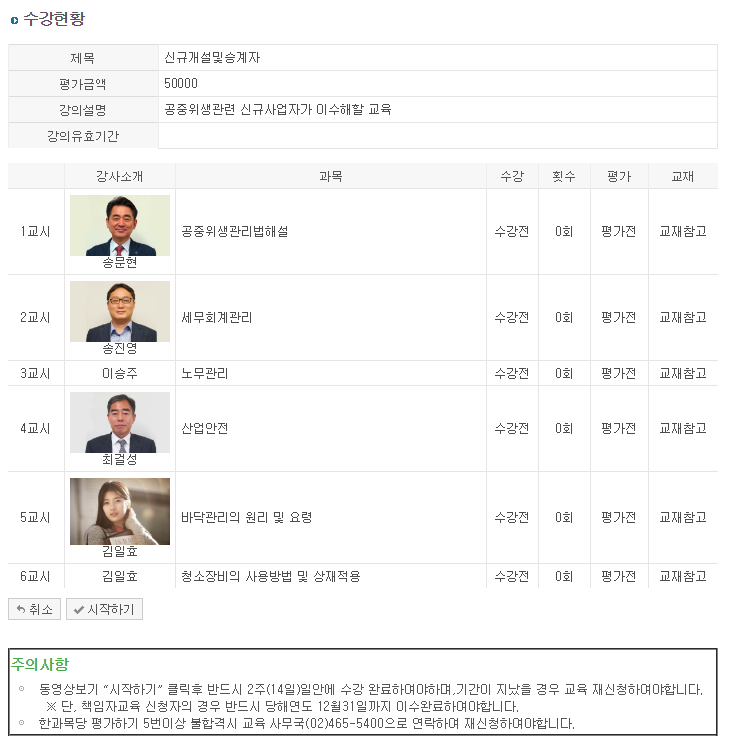 수강현황
제목 신규개설및승계자
평가금액 50000
강의설명 공중위생관련 신규사업자가 이수해할 교육
강의유효기간
강사소개 과목 수강 횟수 평가 교재
1교시 송문현 공중위생관리법해설 수강전 0회 평가전 교재참고
2교시 송진영 세무회계관리 수강전 0회 평가전 교재참고
3교시 이승주 노무관리 수강전 0회 평가전 교재참고
4교시 최걸성 산업안전 수강전 0회 평가전 교재참고
5교시 김일효 바닥관리의 원리 및 요령 수강전 0회 평가전 교재참고
6교시 김일효 청소장비의 사용방법 및 상재적용 수강전 0회 평가전 교재참고
취소 시작하기
주의사항
동영상보기 "시작하기" 클릭후 반드시 2주(14일)일안에 수강 완료하여야하며,기간이 지났을 경우 교육 재신청하여야합니다.
※ 단, 책임자교육 신청자의 경우 반드시 당해연도 12월31일까지 이수완료하여야합니다.
한과목당 평가하기 5번이상 불합격시 교육 사무국(02)465-5400으로 연락하여 재신청하여야합니다.